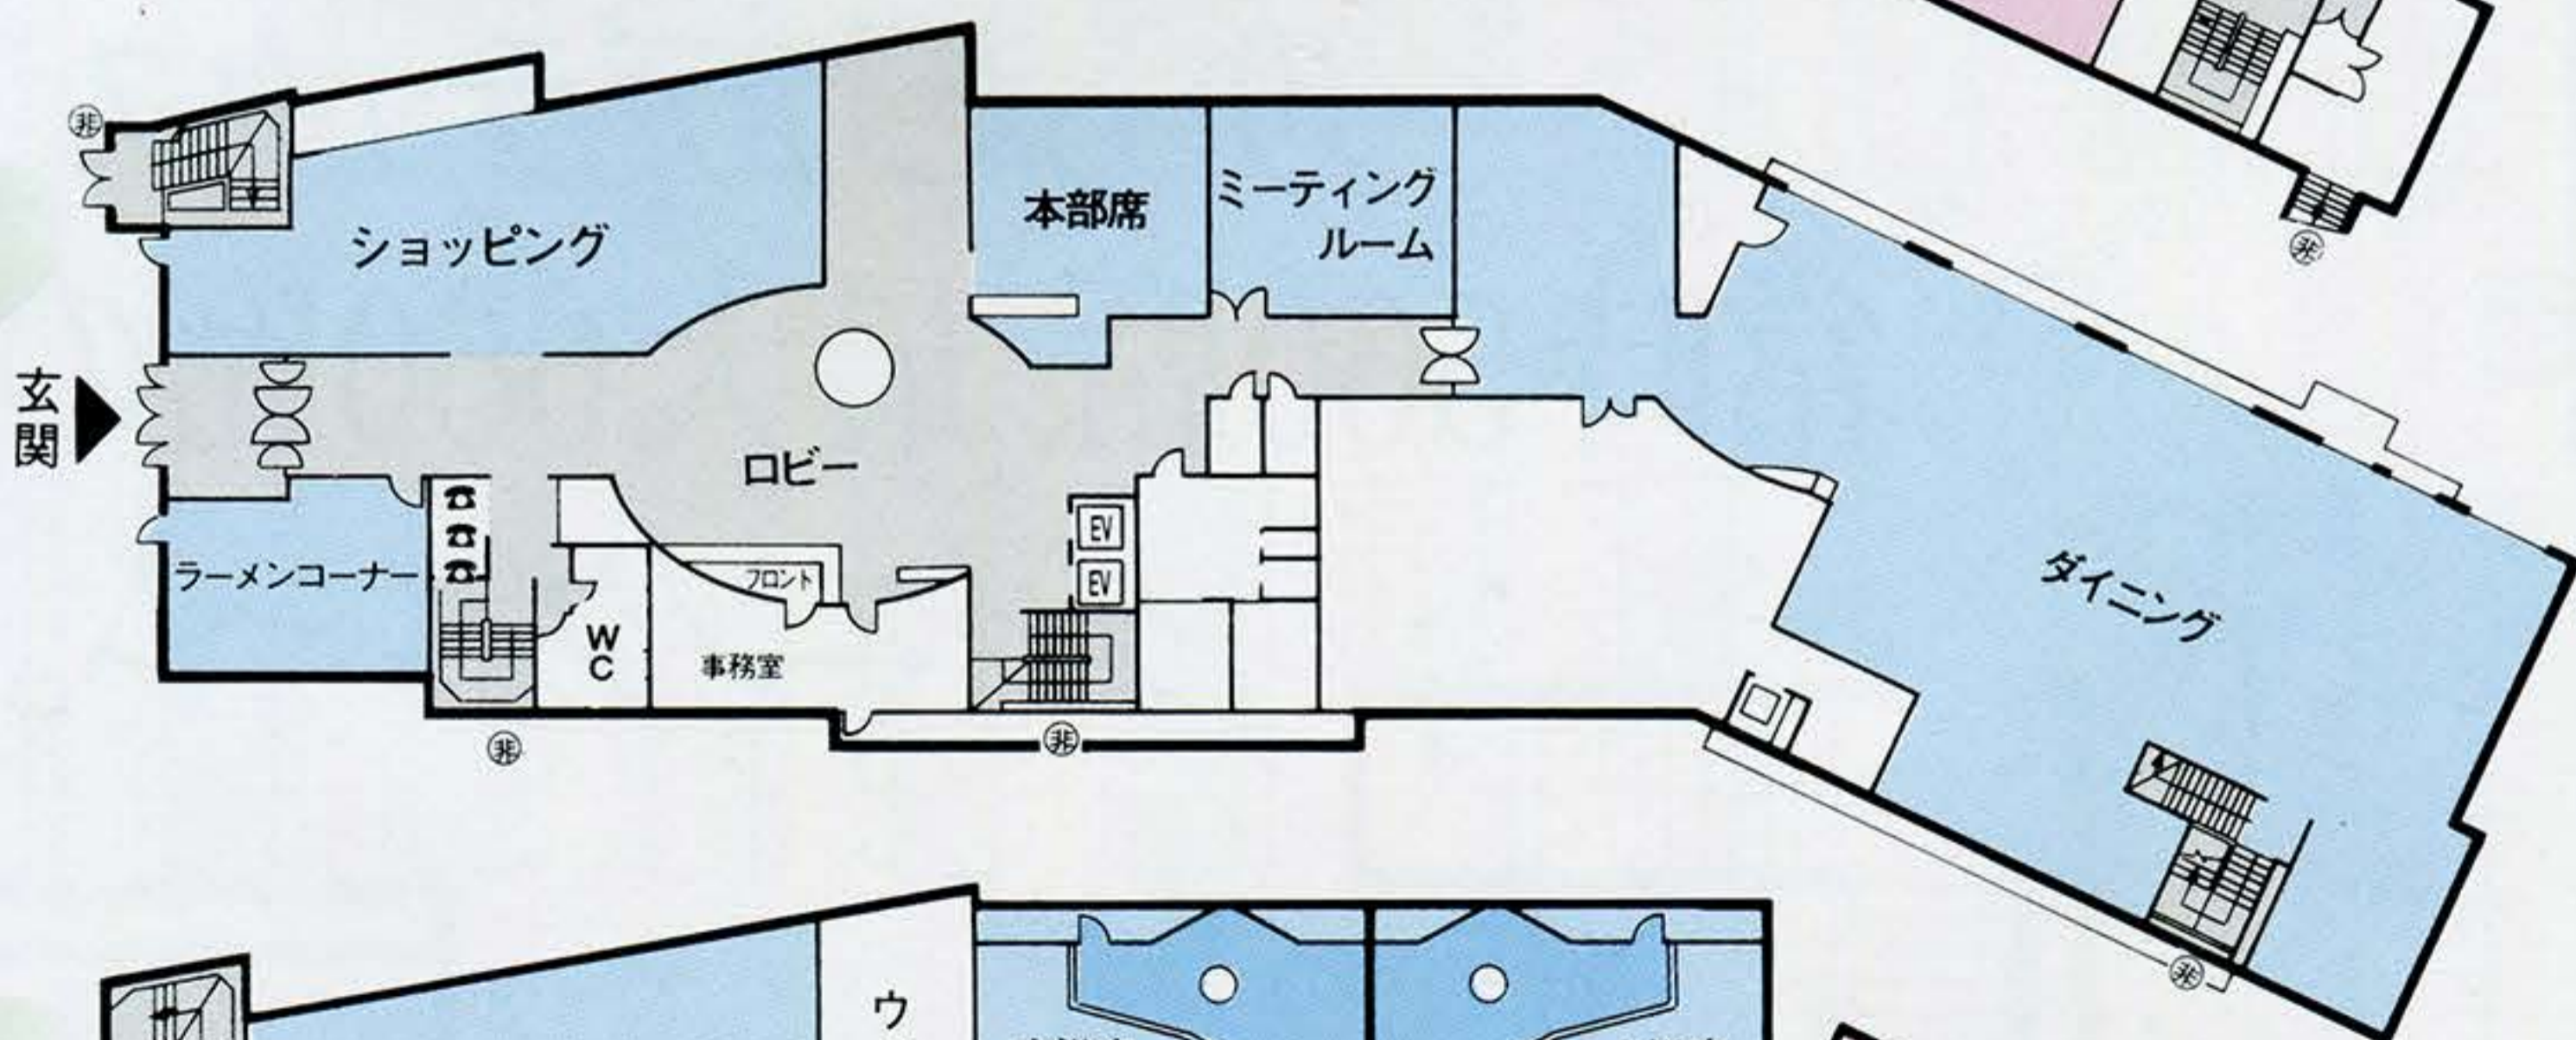 非
非
ショッピング
本部席
ミーティング
ルーム
玄関
ロビー
EV
EV
ラーメンコーナー
フロント
WC
事務室
ダイニング
非
非
非
ウ